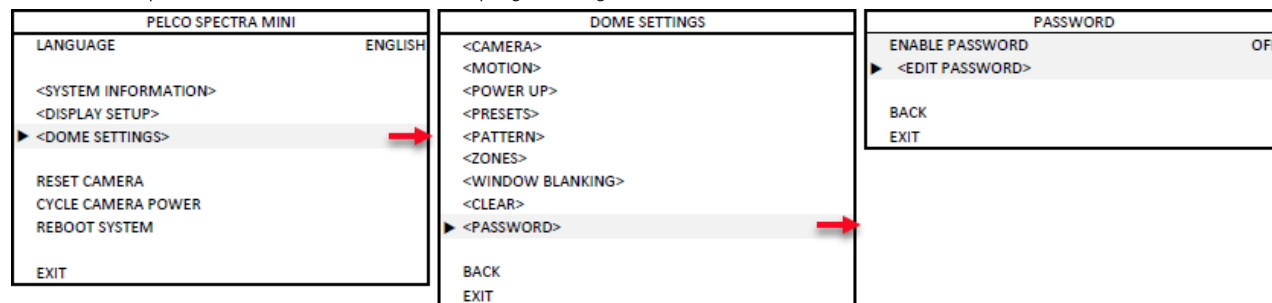 PELCO SPECTRA MINI
LANGUAGE ENGLISH
<SYSTEM INFORMATION>
<DISPLAY SETUP>
<DOME SETTINGS>
RESET CAMERA
CYCLE CAMERA POWER
REBOOT SYSTEM
EXIT
DOME SETTINGS
<CAMERA>
<MOTION>
<POWER UP>
<PRESETS>
<PATTERN>
<ZONES>
<WINDOW BLANKING>
<CLEAR>
<PASSWORD>
BACK
EXIT
PASSWORD
ENABLE PASSWORD
<EDIT PASSWORD>
BACK
EXIT